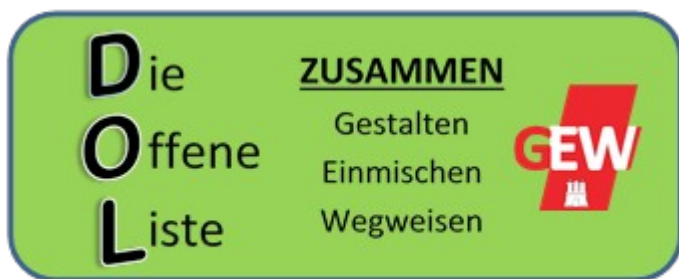 Die
Offene
Liste
ZUSAMMEN
Gestalten
Einmischen
Wegweisen
GEW